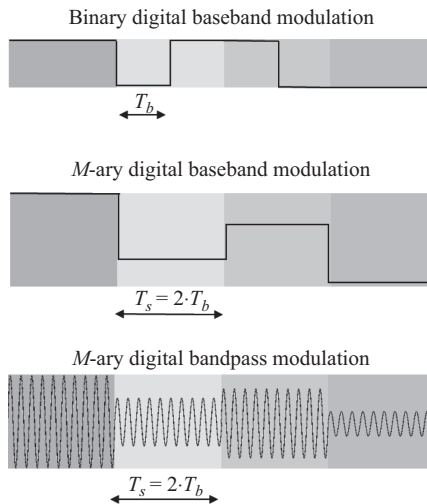 Binary digital baseband modulation
T_b
M-ary digital baseband modulation
T_s = 2·T_b
M-ary digital bandpass modulation
T_s = 2·T_b